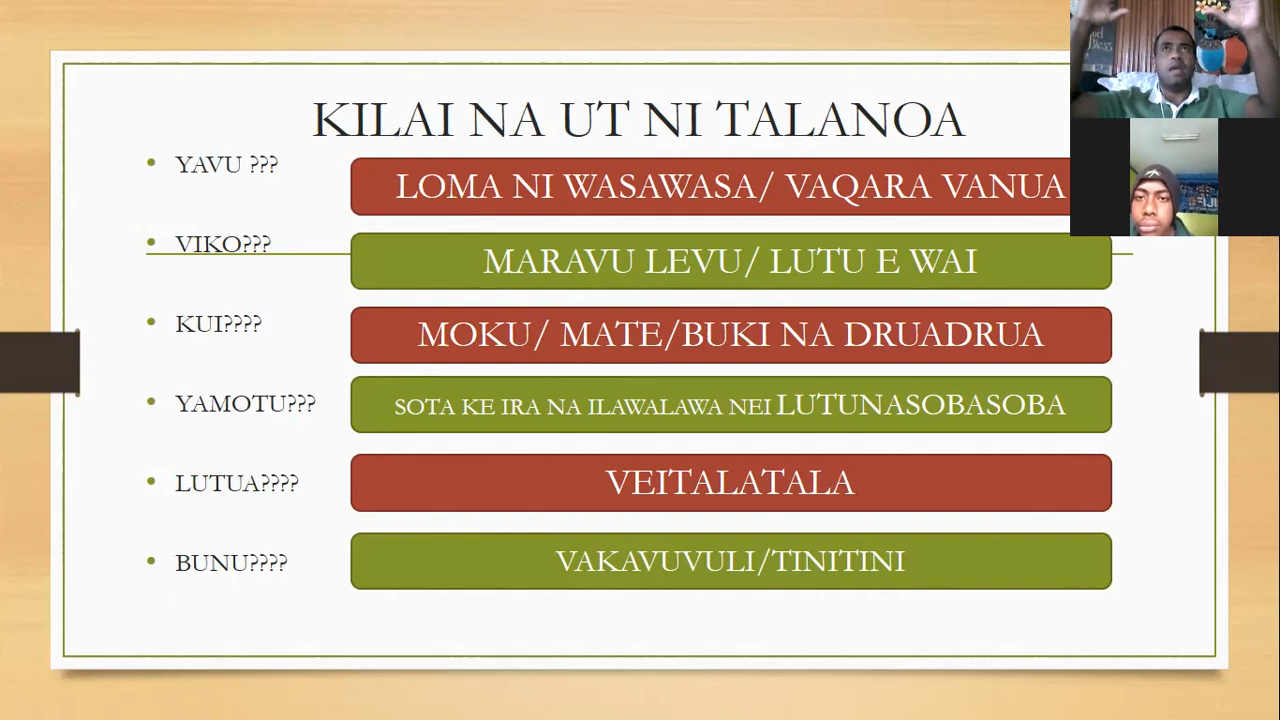 KILAI NA UT NI TALANOA
YAVU ???
LOMA NI WASAWASA/ VAQARA VANUA
VIKO???
MARAVU LEVU/ LUTU E WAI
KUI????
MOKU/ MATE/BUKI NA DRUADRUA
YAMOTU???
SOTA KE IRA NA ILAWALAWA NEI LUTUNASOBASOBA
LUTUA????
VEITALATALA
BUNU????
VAKAVUVULI/TINITINI